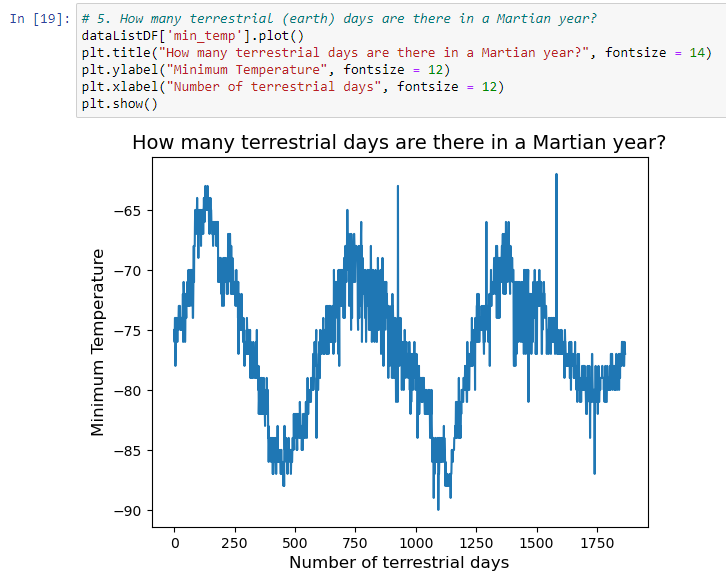 In [19]: # 5. How many terrestrial (earth) days are there in a Martian year?
dataListDF['min_temp'].plot()
plt.title("How many terrestrial days are there in a Martian year?", fontsize = 14)
plt.ylabel("Minimum Temperature", fontsize = 12)
plt.xlabel("Number of terrestrial days", fontsize = 12)
plt.show()
How many terrestrial days are there in a Martian year?
Minimum Temperature
−65
−70
−75
−80
−85
−90
0 250 500 750 1000 1250 1500 1750
Number of terrestrial days